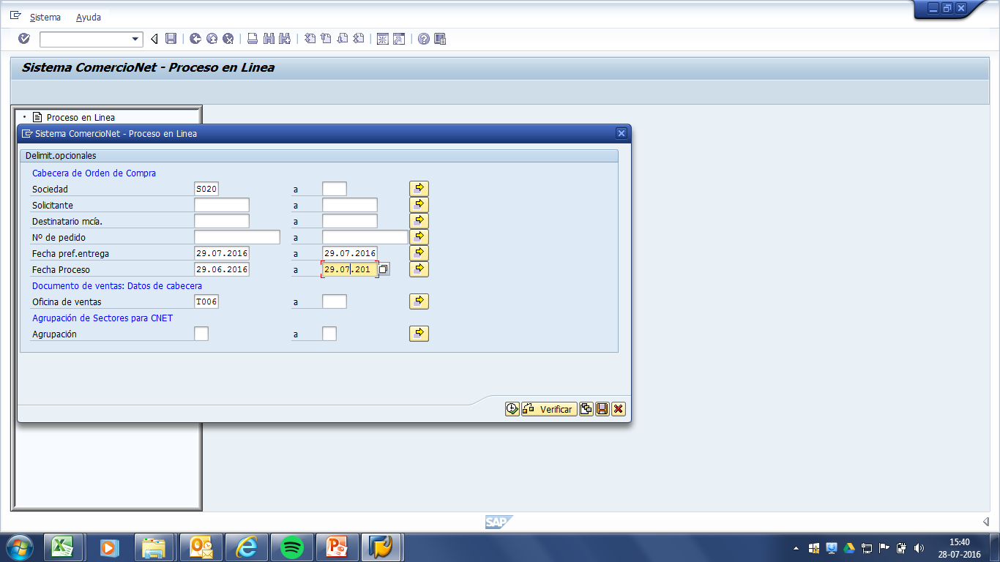 Sistema Ayuda
Sistema ComercioNet - Proceso en Linea
Proceso en Linea
Sistema ComercioNet - Proceso en Linea
Delimit.opcionales
Cabecera de Orden de Compra
Sociedad S020 a
Solicitante a
Destinatario mcía. a
Nº de pedido a
Fecha pref.entrega 29.07.2016 a 29.07.2016
Fecha Proceso 29.06.2016 a 29.07.201
Documento de ventas: Datos de cabecera
Oficina de ventas T006 a
Agrupación de Sectores para CNET
Agrupación a
Verificar
SAP
15:40
28-07-2016